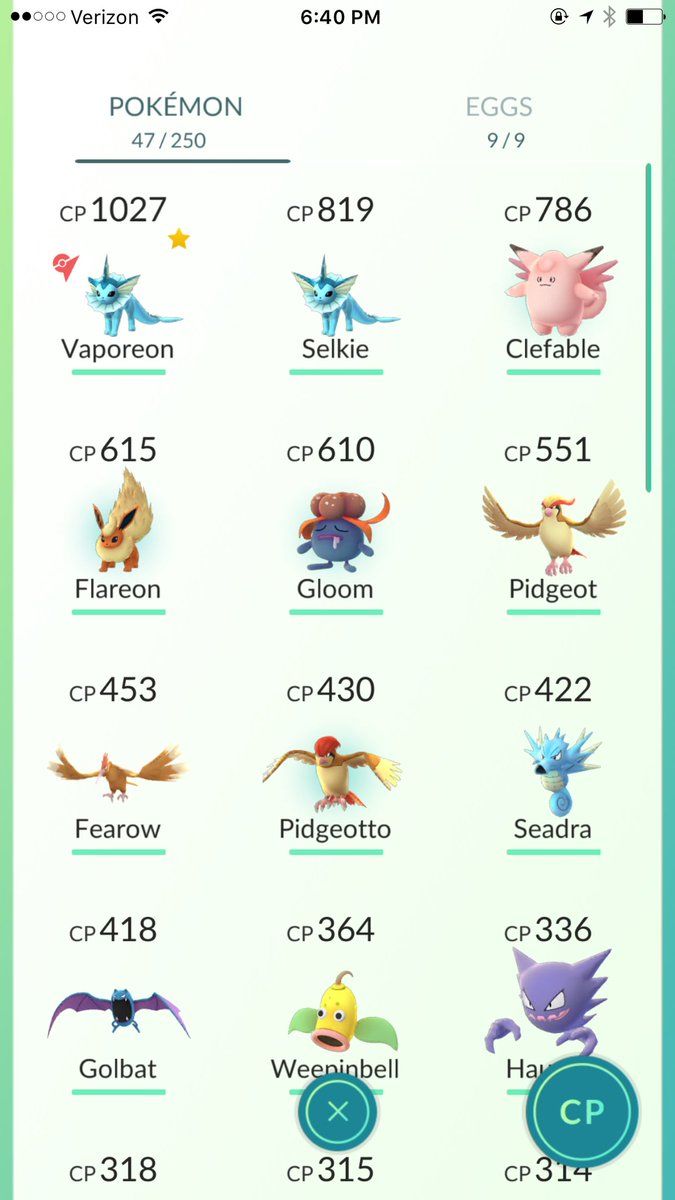 Verizon 6:40 PM
POKÉMON EGGS
47 / 250 9 / 9
CP 1027 CP 819 CP 786
Vaporeon Selkie Clefable
CP 615 CP 610 CP 551
Flareon Gloom Pidgeot
CP 453 CP 430 CP 422
Fearow Pidgeotto Seadra
CP 418 CP 364 CP 336
Golbat Weepinbell
CP
CP 318 CP 315 CP 314